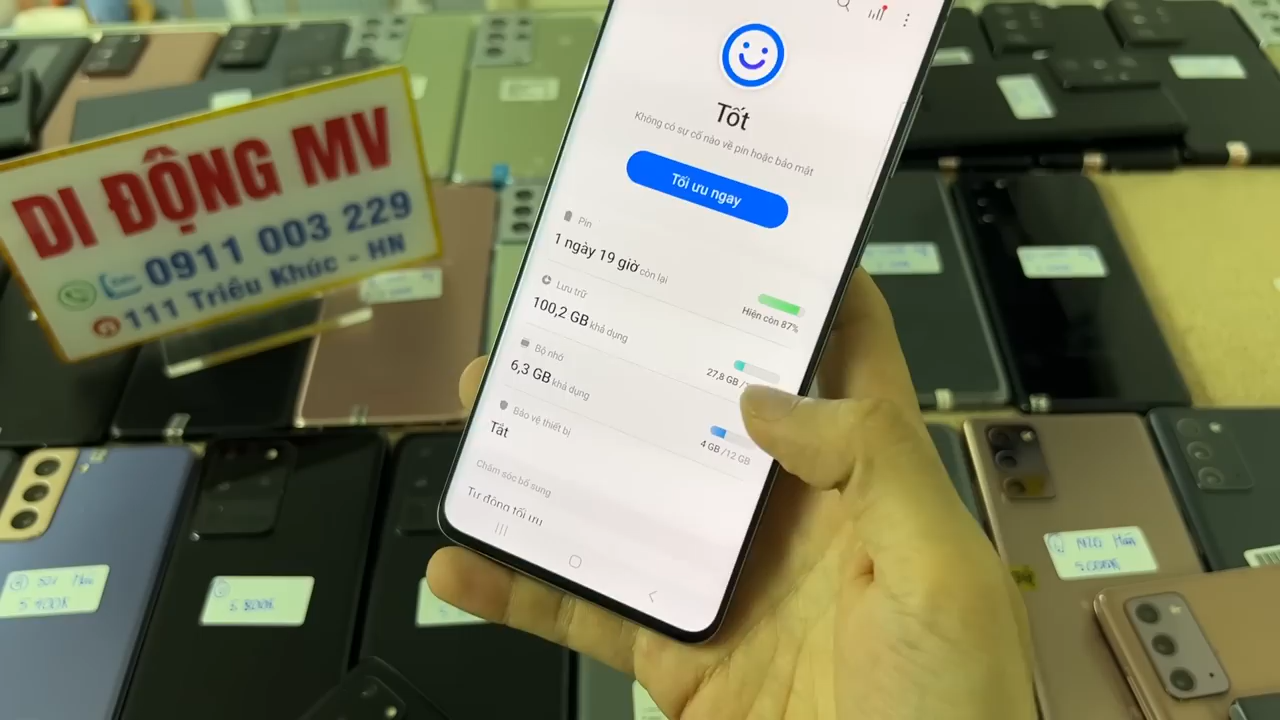 DI ĐỘNG MV
0911 003 229
111 Triều Khúc - HN
Tốt
Không có sự cố nào về pin hoặc bảo mật
Tối ưu ngay
Pin
1 ngày 19 giờ còn lại
Hiện còn 87%
Lưu trữ
100,2 GB khả dụng
27,8 GB
Bộ nhớ
6,3 GB khả dụng
4 GB /12 GB
Bảo vệ thiết bị
Tắt
Chăm sóc bổ sung
Tự động tối ưu